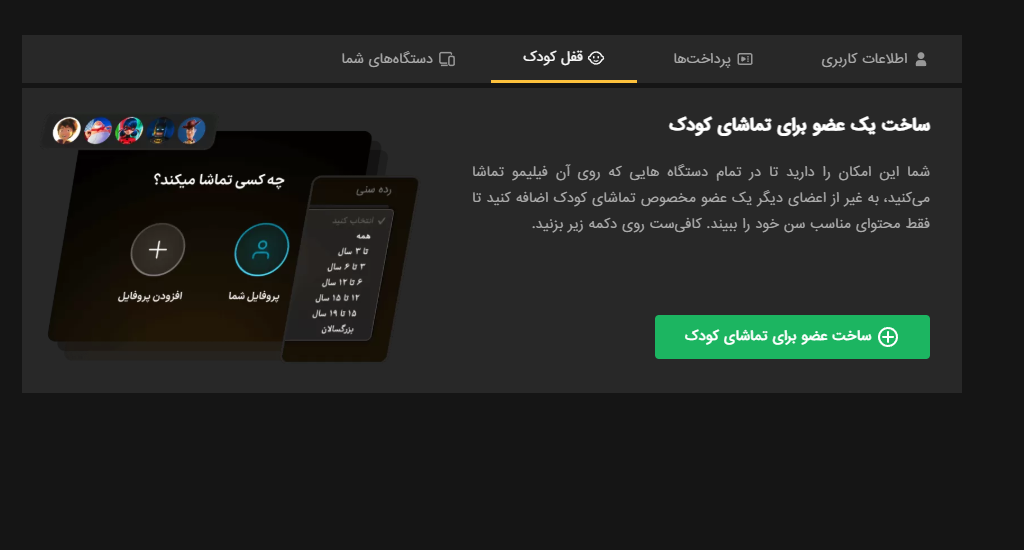 اطلاعات کاربری
پرداخت‌ها
قفل کودک
دستگاه‌های شما
ساخت یک عضو برای تماشای کودک
شما این امکان را دارید تا در تمام دستگاه هایی که روی آن فیلیمو تماشا
می‌کنید، به غیر از اعضای دیگر یک عضو مخصوص تماشای کودک اضافه کنید تا
فقط محتوای مناسب سن خود را ببیند. کافی‌ست روی دکمه زیر بزنید.
ساخت عضو برای تماشای کودک
چه کسی تماشا میکند؟
پروفایل شما
افزودن پروفایل
رده سنی
انتخاب کنید
همه
تا ۳ سال
۳ تا ۶ سال
۶ تا ۱۲ سال
۱۲ تا ۱۵ سال
۱۵ تا ۱۹ سال
بزرگسالان